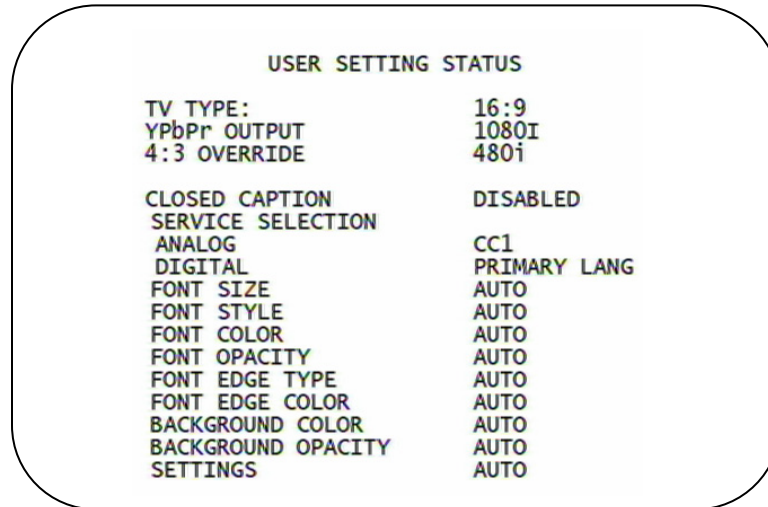 USER SETTING STATUS
TV TYPE: 16:9
YPbPr OUTPUT 1080I
4:3 OVERRIDE 480i
CLOSED CAPTION DISABLED
SERVICE SELECTION
ANALOG CC1
DIGITAL PRIMARY LANG
FONT SIZE AUTO
FONT STYLE AUTO
FONT COLOR AUTO
FONT OPACITY AUTO
FONT EDGE TYPE AUTO
FONT EDGE COLOR AUTO
BACKGROUND COLOR AUTO
BACKGROUND OPACITY AUTO
SETTINGS AUTO